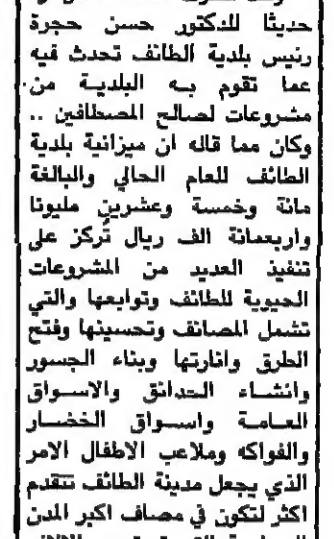 حديثا للدكتور حسن حجرة
رئيس بلدية الطائف تحدث فيه
عما تقوم به البلدية من
مشروعات لصالح المصطافين ..
وكان مما قاله ان ميزانية بلدية
الطائف للعام الحالي والبالغة
مائة وخمسة وعشرين مليونا
واربعمائة الف ريال تركز على
تنفيذ العديد من المشروعات
الحيوية للطائف وتوابعها والتي
تشمل المصائف وتحسينها وفتح
الطرق وانارتها وبناء الجسور
وانشاء الحدائق والاسواق
العامة واسواق الخضار
والفواكه وملاعب الاطفال الامر
الذي يجعل مدينة الطائف تتقدم
اكثر لتكون في مصاف اكبر المدن